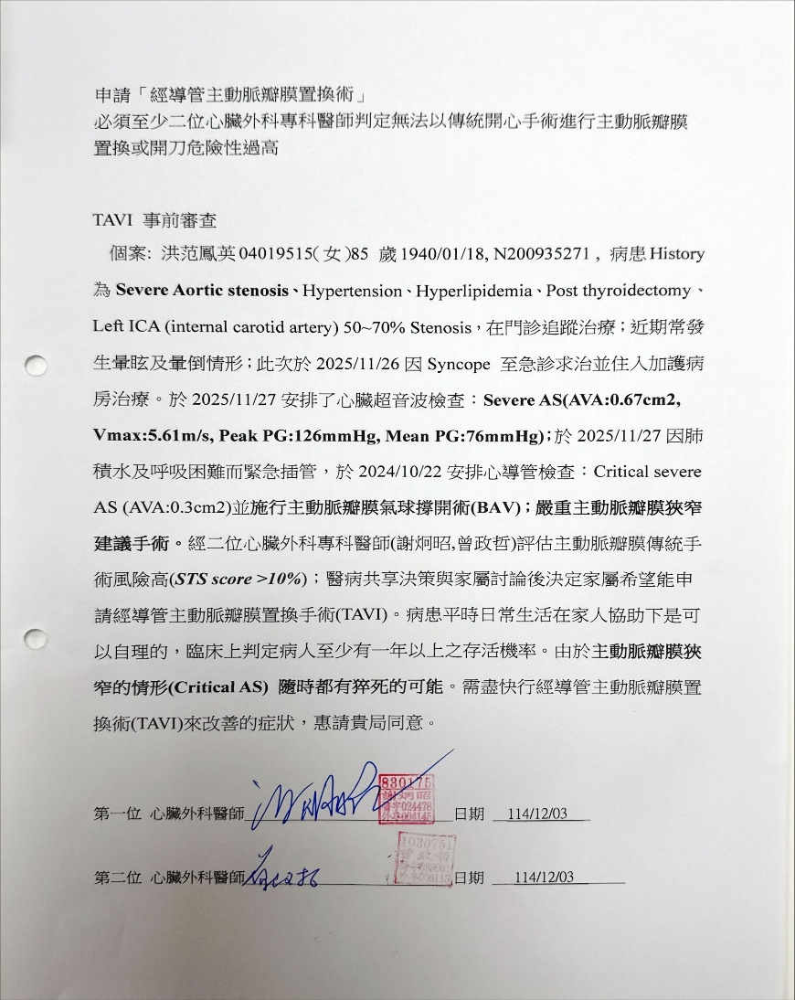 申請「經導管主動脈瓣膜置換術」
必須至少二位心臟外科專科醫師判定無法以傳統開心手術進行主動脈瓣膜
置換或開刀危險性過高
TAVI 事前審查
個案: 洪范鳳英 04019515(女)85 歲 1940/01/18, N200935271 , 病患 History
為 Severe Aortic stenosis、Hypertension、Hyperlipidemia、Post thyroidectomy、
Left ICA (internal carotid artery) 50~70% Stenosis，在門診追蹤治療；近期常發
生暈眩及暈倒情形；此次於 2025/11/26 因 Syncope 至急診求治並住入加護病
房治療。於 2025/11/27 安排了心臟超音波檢查：Severe AS(AVA:0.67cm2,
Vmax:5.61m/s, Peak PG:126mmHg, Mean PG:76mmHg)；於 2025/11/27 因肺
積水及呼吸困難而緊急插管，於 2024/10/22 安排心導管檢查：Critical severe
AS (AVA:0.3cm2)並施行主動脈瓣膜氣球撐開術(BAV)；嚴重主動脈瓣膜狹窄
建議手術。經二位心臟外科專科醫師(謝炯昭,曾政哲)評估主動脈瓣膜傳統手
術風險高(STS score >10%)；醫病共享決策與家屬討論後決定家屬希望能申
請經導管主動脈瓣膜置換手術(TAVI)。病患平時日常生活在家人協助下是可
以自理的，臨床上判定病人至少有一年以上之存活機率。由於主動脈瓣膜狹
窄的情形(Critical AS) 隨時都有猝死的可能。需盡快行經導管主動脈瓣膜置
換術(TAVI)來改善的症狀，惠請貴局同意。
830175
第一位 心臟外科醫師 日期 114/12/03
1030751
第二位 心臟外科醫師 日期 114/12/03